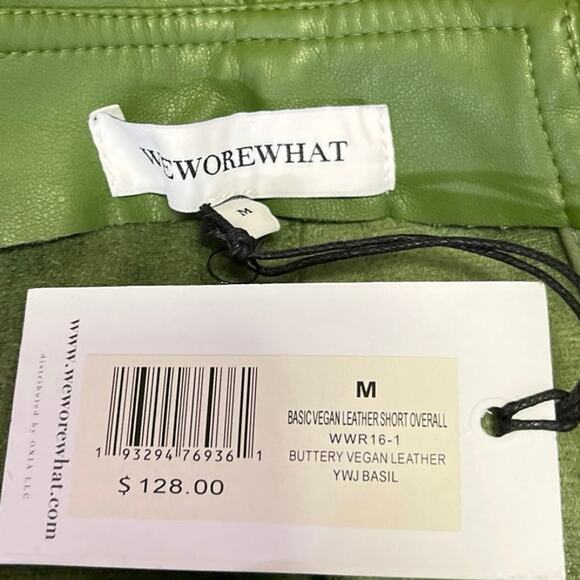 WEWOREWHAT
M
www.weworewhat.com
distributed by ONIA LLC
1 93294 76936 1
$ 128.00
M
BASIC VEGAN LEATHER SHORT OVERALL
WWR16-1
BUTTERY VEGAN LEATHER
YWJ BASIL